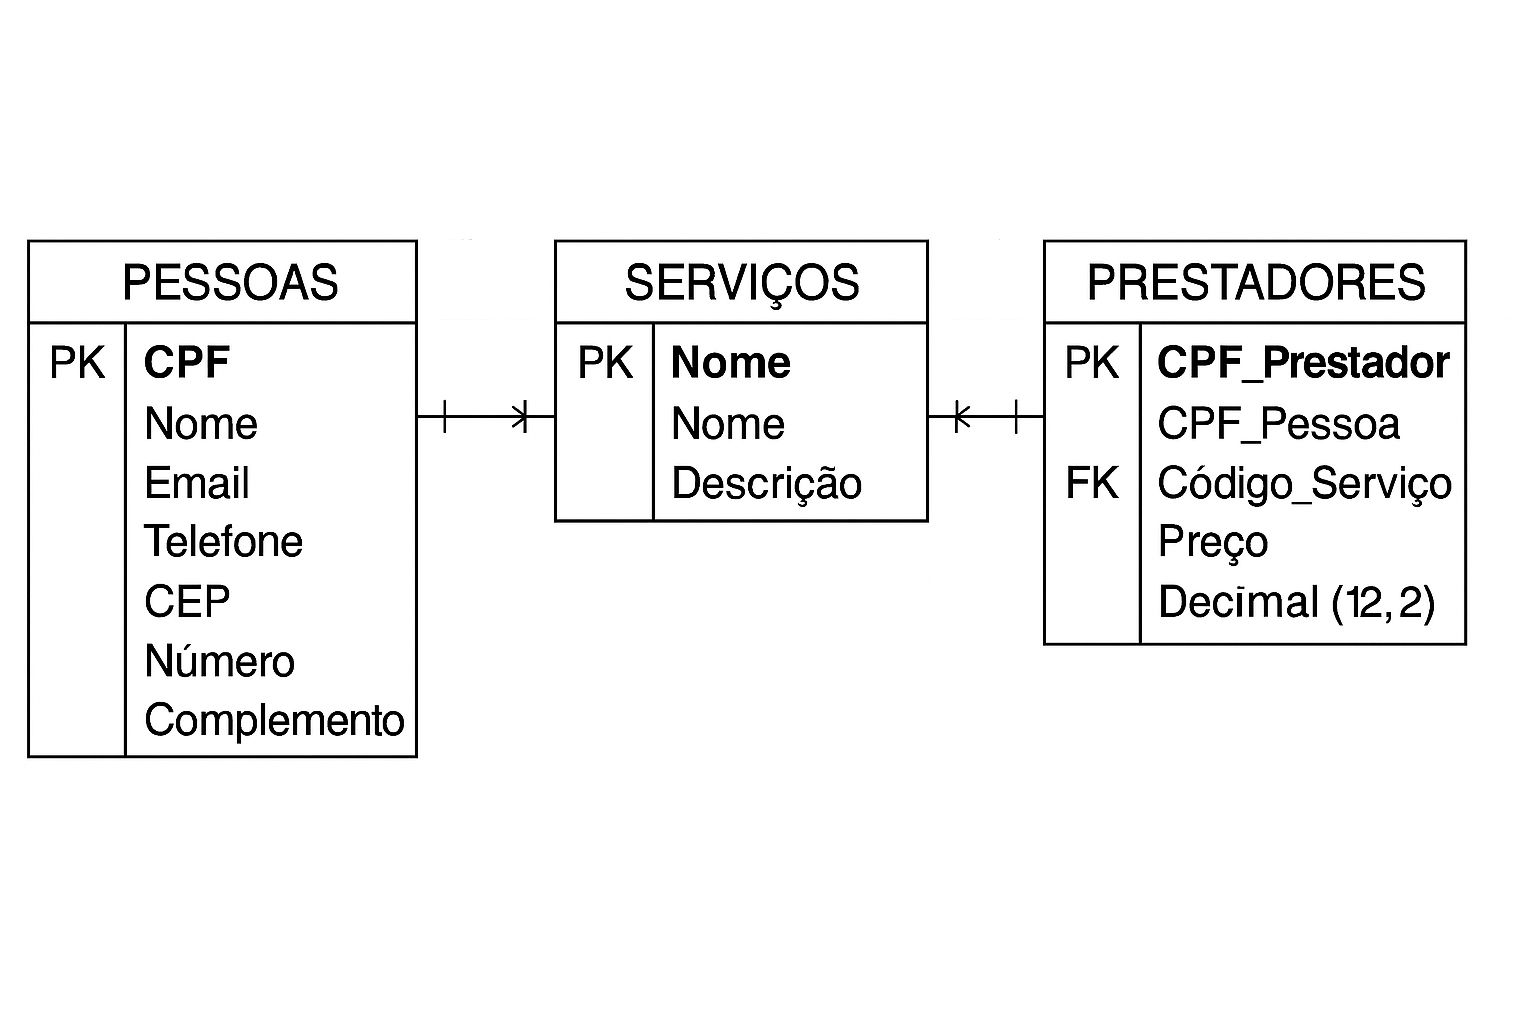 PESSOAS
PK CPF
Nome
Email
Telefone
CEP
Número
Complemento
SERVIÇOS
PK Nome
Nome
Descrição
PRESTADORES
PK CPF_Prestador
CPF_Pessoa
FK Código_Serviço
Preço
Decimal (12,2)